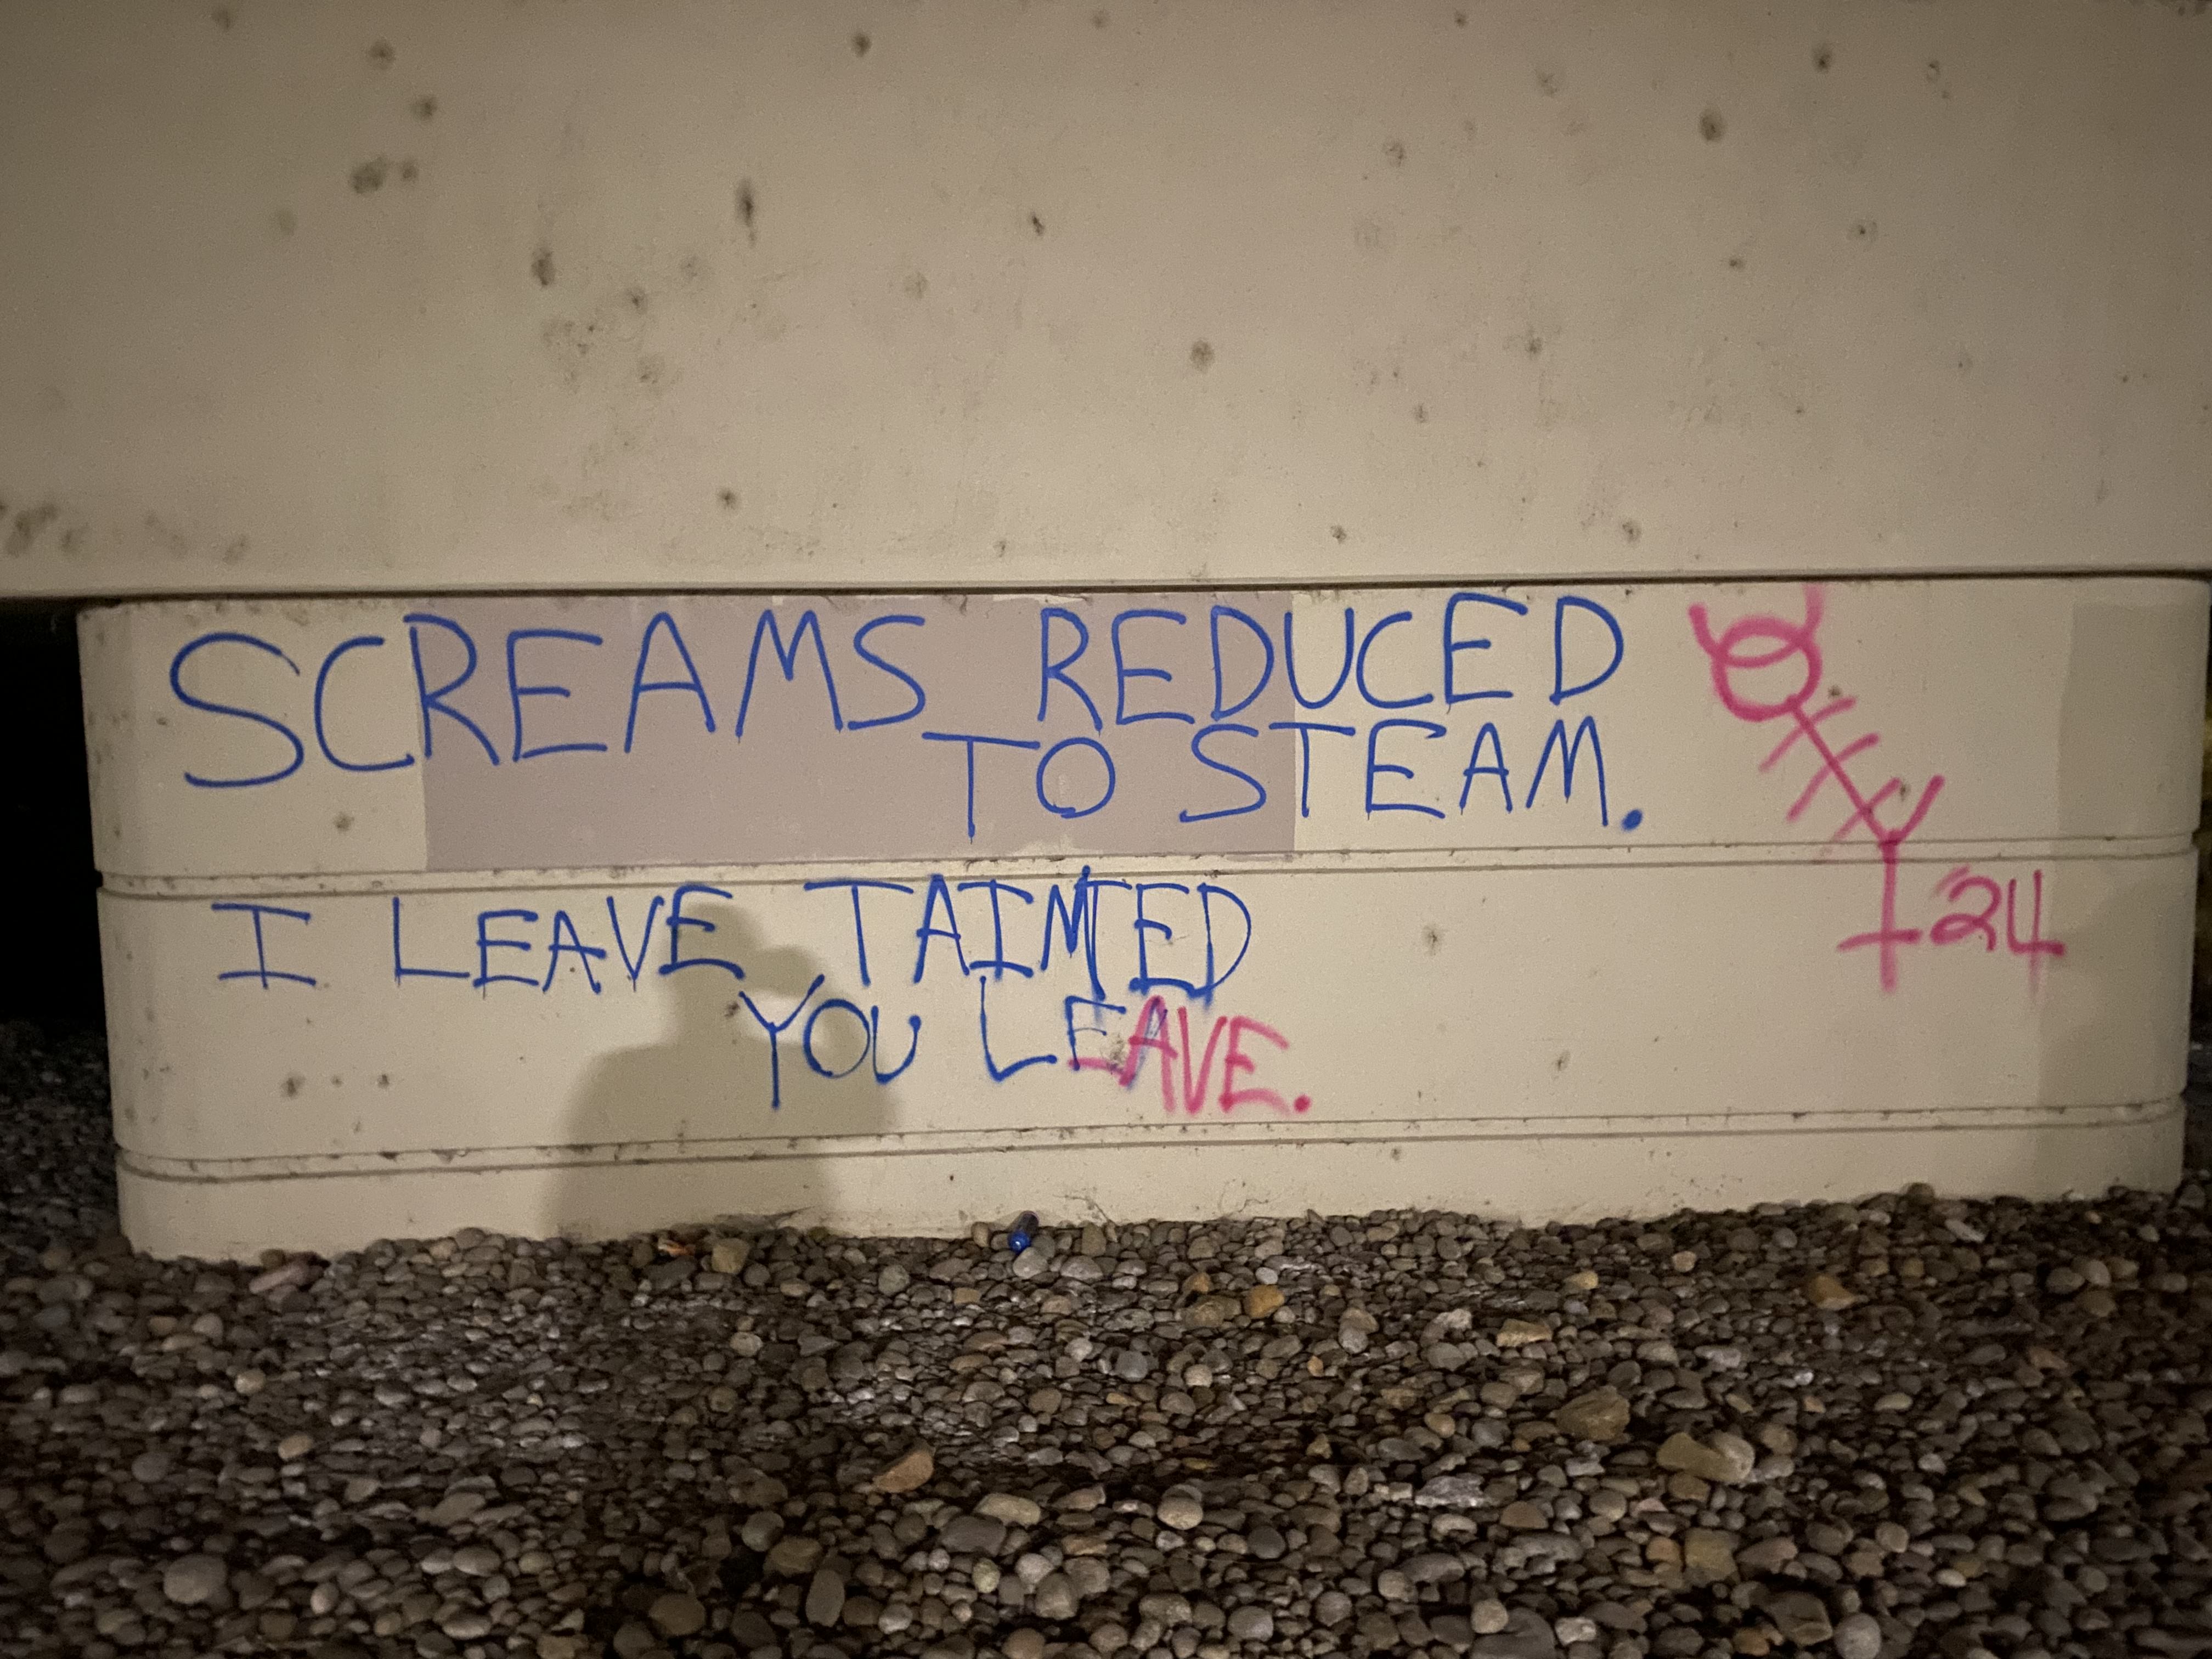 SCREAMS REDUCED
TO STEAM.
I LEAVE TAINTED
YOU LEAVE.
24